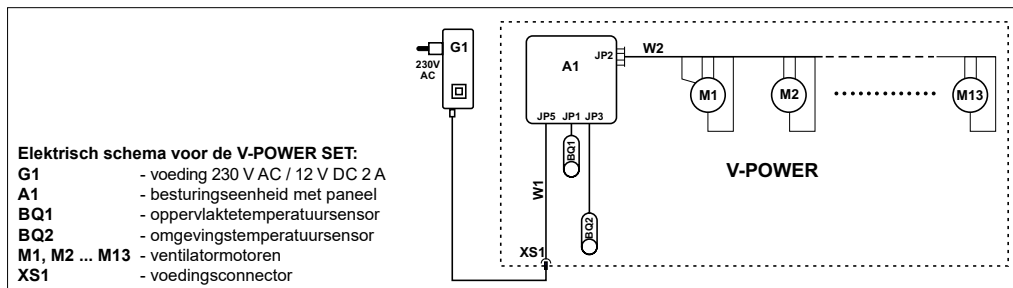 G1
230V
AC
A1
JP2
W2
JP5 JP1 JP3
M1
M2
M13
BQ1
BQ2
W1
XS1
V-POWER
Elektrisch schema voor de V-POWER SET:
G1 - voeding 230 V AC / 12 V DC 2 A
A1 - besturingseenheid met paneel
BQ1 - oppervlaktetemperatuursensor
BQ2 - omgevingstemperatuursensor
M1, M2 ... M13 - ventilatormotoren
XS1 - voedingsconnector